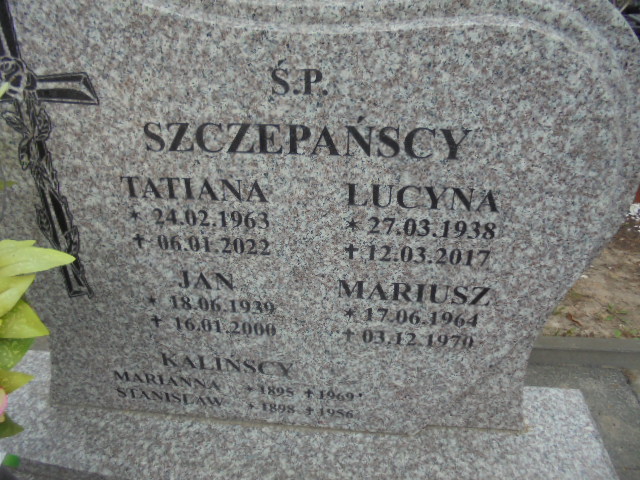 Ś.P.
SZCZEPAŃSCY
TATIANA
* 24.02.1963
✝ 06.01.2022
LUCYNA
* 27.03.1938
✝ 12.03.2017
JAN
* 18.06.1939
✝ 16.01.2000
MARIUSZ
* 17.06.1964
✝ 03.12.1970
KALIŃSCY
MARIANNA * 1895 ✝ 1969
STANISŁAW * 1898 ✝ 1956